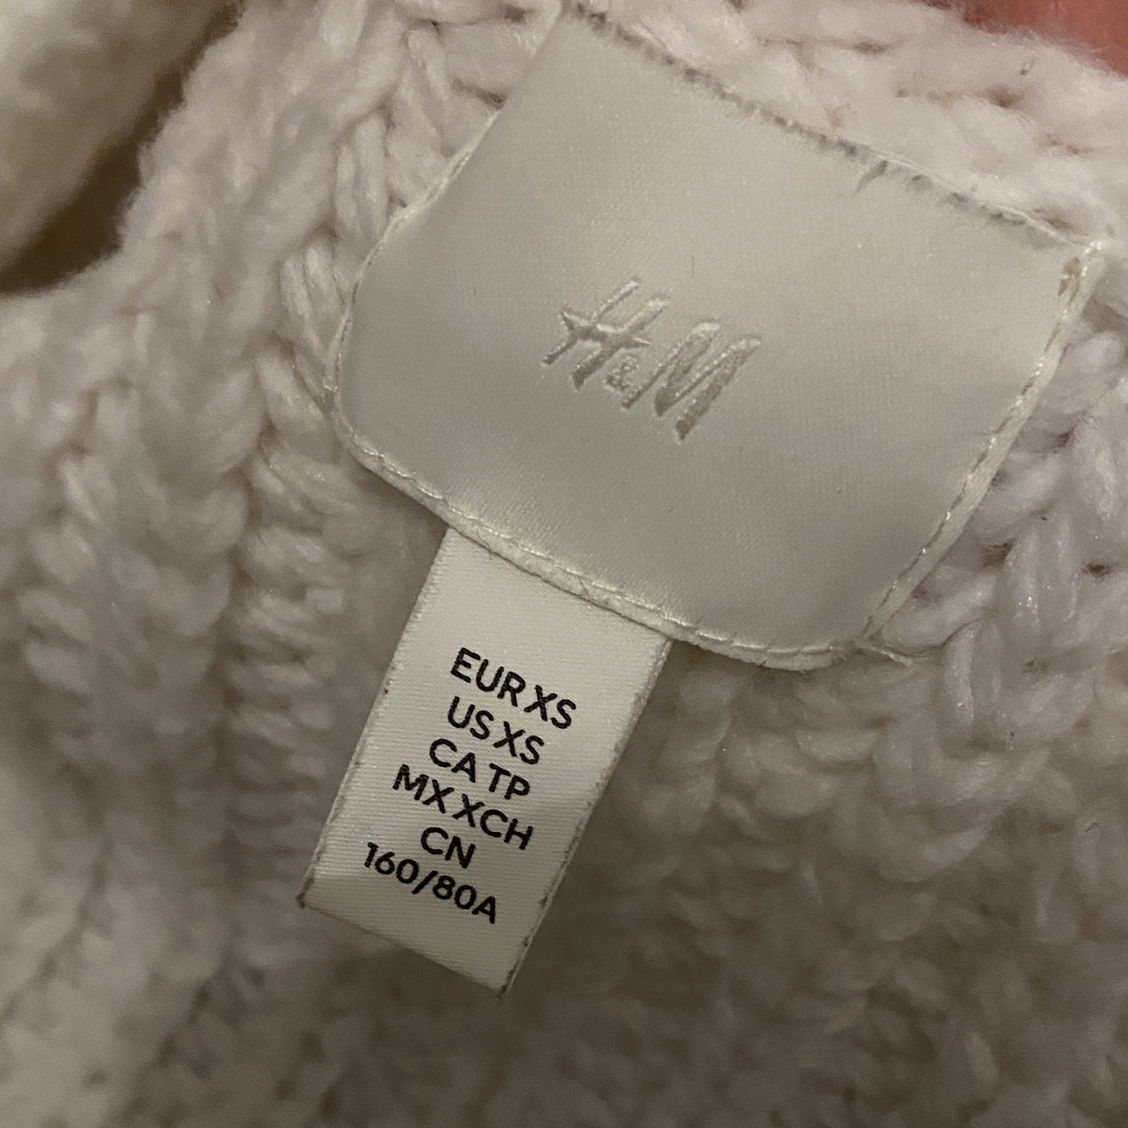 H&M
EUR XS
US XS
CA TP
MX XCH
CN
160/80A